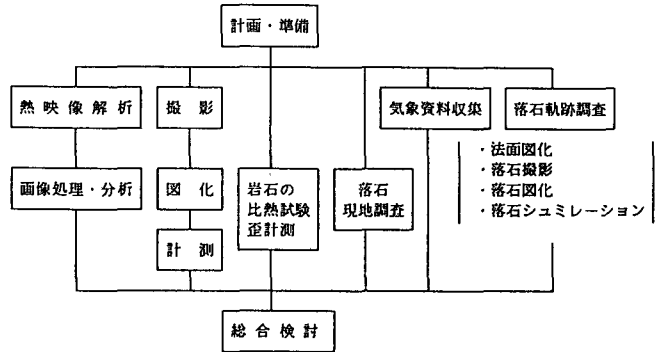 計画・準備
熱映像解析
撮影
気象資料収集
落石軌跡調査
画像処理・分析
図化
計測
岩石の
比熱試験
歪計測
落石
現地調査
・法面図化
・落石撮影
・落石図化
・落石シュミレーション
総合検討